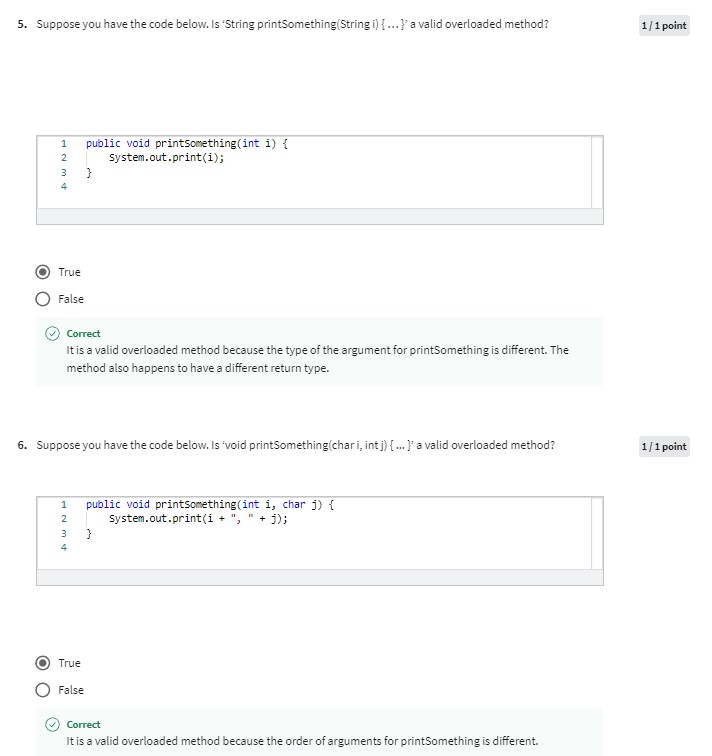 5. Suppose you have the code below. Is 'String printSomething(String i) { ... }' a valid overloaded method?
1 / 1 point
1 public void printSomething(int i) {
2 System.out.print(i);
3 }
4
True
False
Correct
It is a valid overloaded method because the type of the argument for printSomething is different. The
method also happens to have a different return type.
6. Suppose you have the code below. Is 'void printSomething(char i, int j) { ... }' a valid overloaded method?
1 / 1 point
1 public void printSomething(int i, char j) {
2 System.out.print(i + ", " + j);
3 }
4
True
False
Correct
It is a valid overloaded method because the order of arguments for printSomething is different.